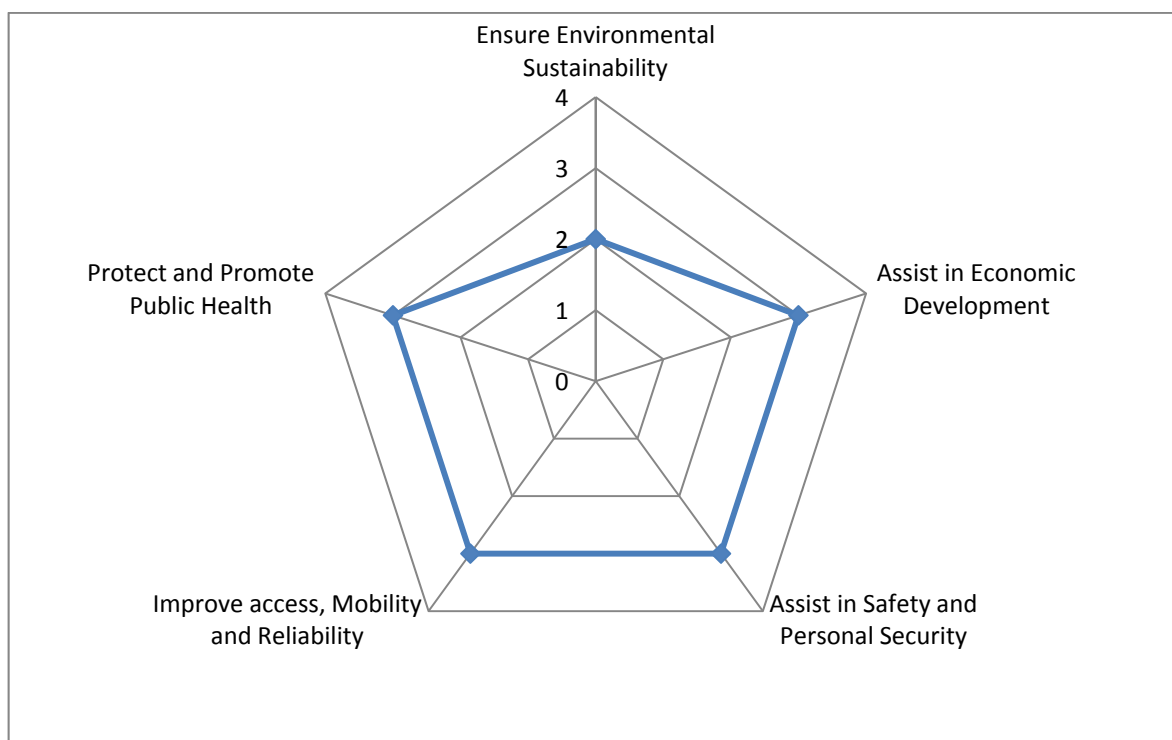 Ensure Environmental
Sustainability
4
3
2
1
0
Assist in Economic
Development
Assist in Safety and
Personal Security
Improve access, Mobility
and Reliability
Protect and Promote
Public Health